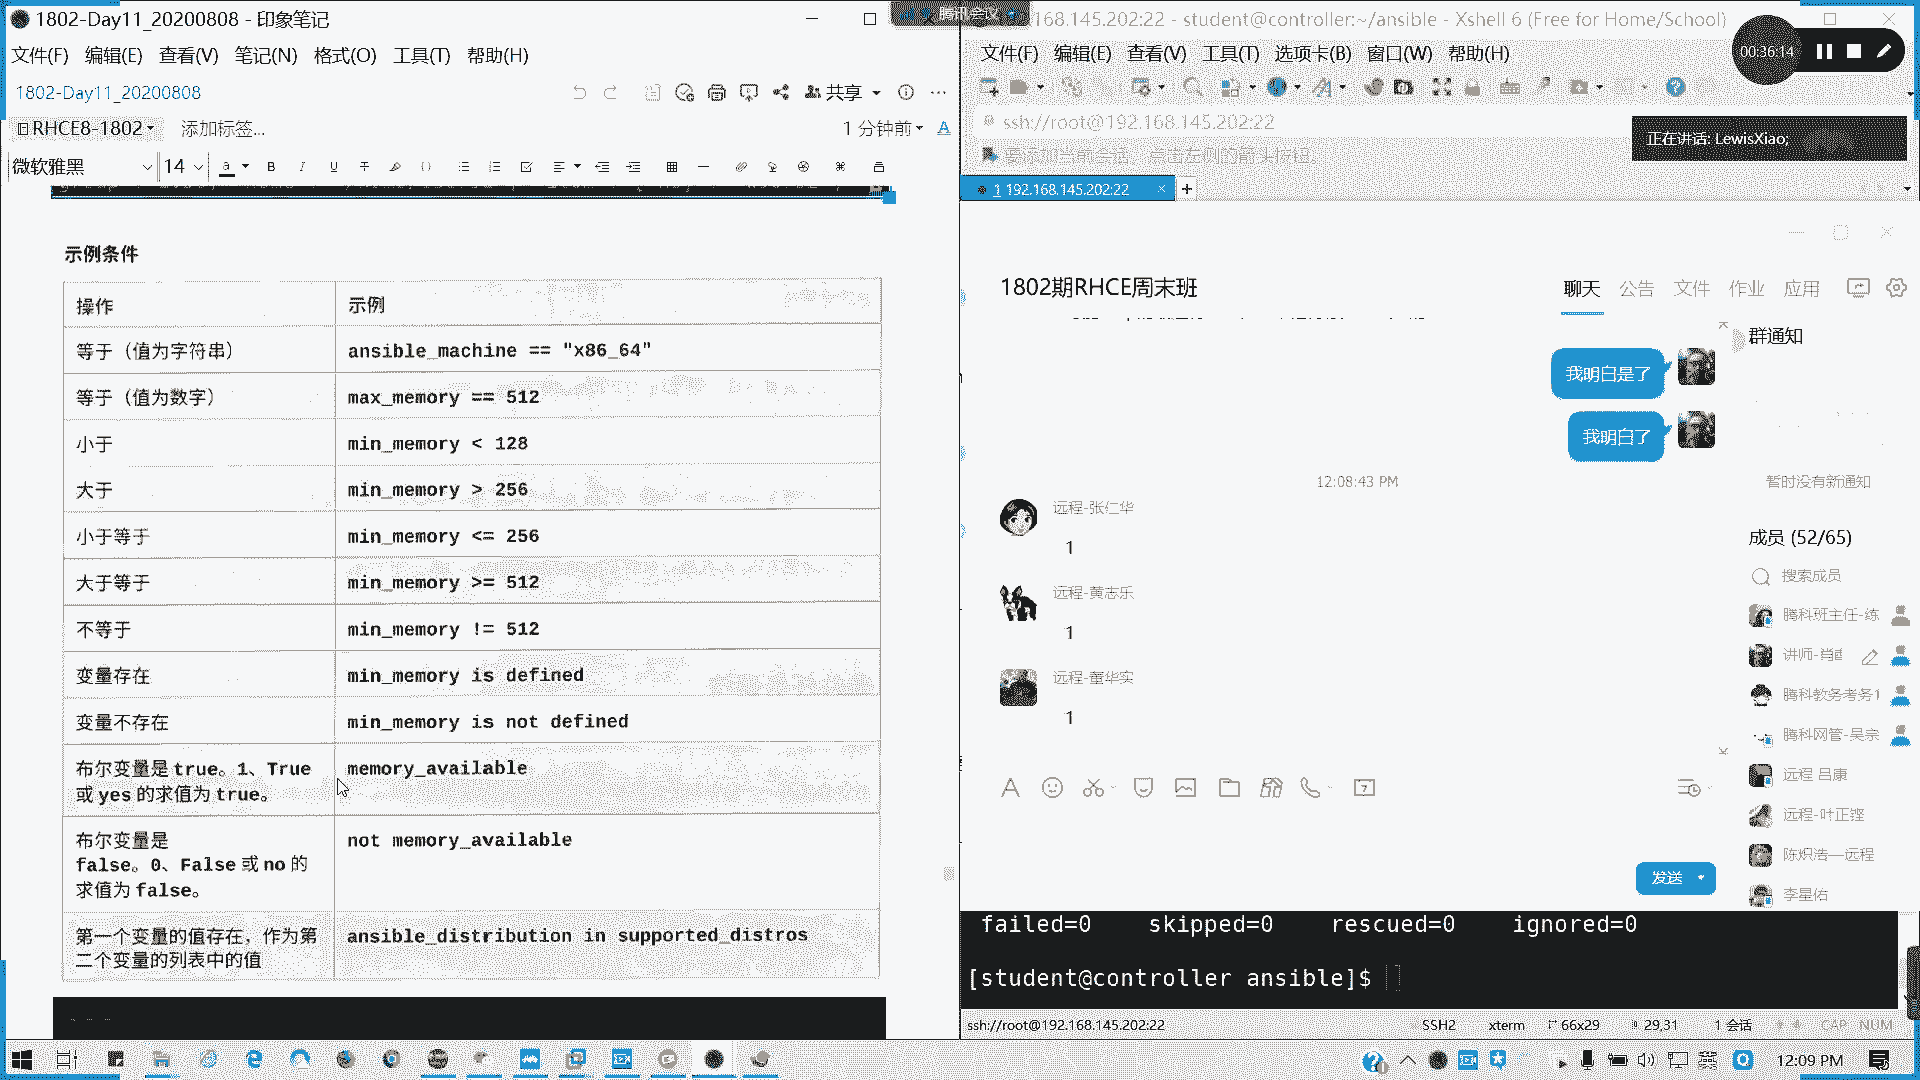 1802-Day11_20200808 - 印象笔记
文件(F) 编辑(E) 查看(V) 笔记(N) 格式(O) 工具(T) 帮助(H)
1802-Day11_20200808
共享
RHCE8-1802
添加标签...
1 分钟前
微软雅黑
14
示例条件
操作 示例
等于（值为字符串） ansible_machine == "x86_64"
等于（值为数字） max_memory == 512
小于 min_memory < 128
大于 min_memory > 256
小于等于 min_memory <= 256
大于等于 min_memory >= 512
不等于 min_memory != 512
变量存在 min_memory is defined
变量不存在 min_memory is not defined
布尔变量是 true。1、True memory_available
或 yes 的求值为 true。
布尔变量是 not memory_available
false。0、False 或 no 的
求值为 false。
第一个变量的值存在，作为第 ansible_distribution in supported_distros
二个变量的列表中的值
腾讯会议
168.145.202:22 - student@controller:~/ansible - Xshell 6 (Free for Home/School)
文件(F) 编辑(E) 查看(V) 工具(T) 选项卡(B) 窗口(W) 帮助(H)
00:36:14
ssh://root@192.168.145.202:22
要添加当前会话，点击左侧的箭头按钮。
正在讲话: LewisXiao;
1 192.168.145.202:22
1802期RHCE周末班
聊天 公告 文件 作业 应用
群通知
我明白是了
我明白了
12:08:43 PM
暂时没有新通知
远程-张仁华
1
成员 (52/65)
搜索成员
远程-黄志乐
1
腾科班主任-练
远程-董华实
1
腾科教务考务1
腾科网管-吴宗
远程 吕康
远程-叶正铿
陈炽浩—远程
李星佑
发送
failed=0 skipped=0 rescued=0 ignored=0
[student@controller ansible]$
ssh://root@192.168.145.202:22 SSH2 xterm 66x29 29,31 1 会话 CAP NUM
英
12:09 PM